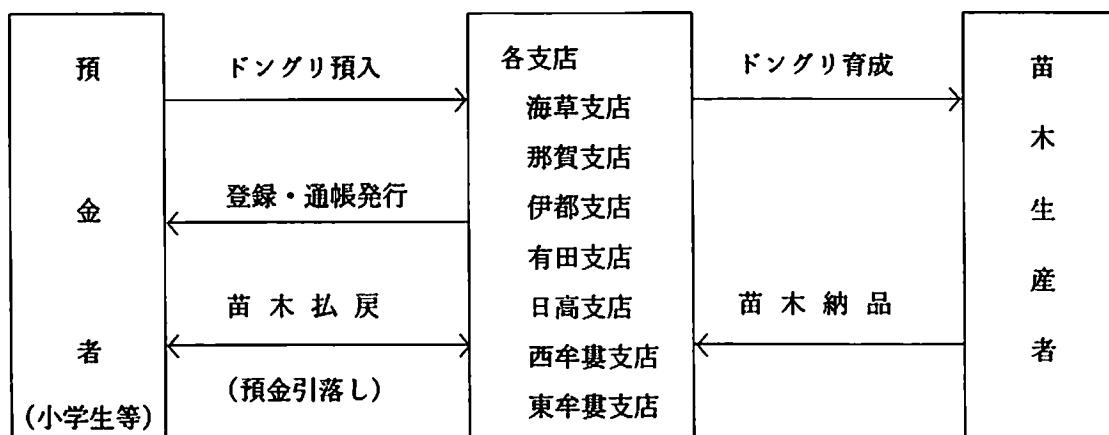 預金者
(小学生等)
ドングリ預入
登録・通帳発行
苗木払戻
(預金引落し)
各支店
海草支店
那賀支店
伊都支店
有田支店
日高支店
西牟婁支店
東牟婁支店
ドングリ育成
苗木納品
苗木生産者